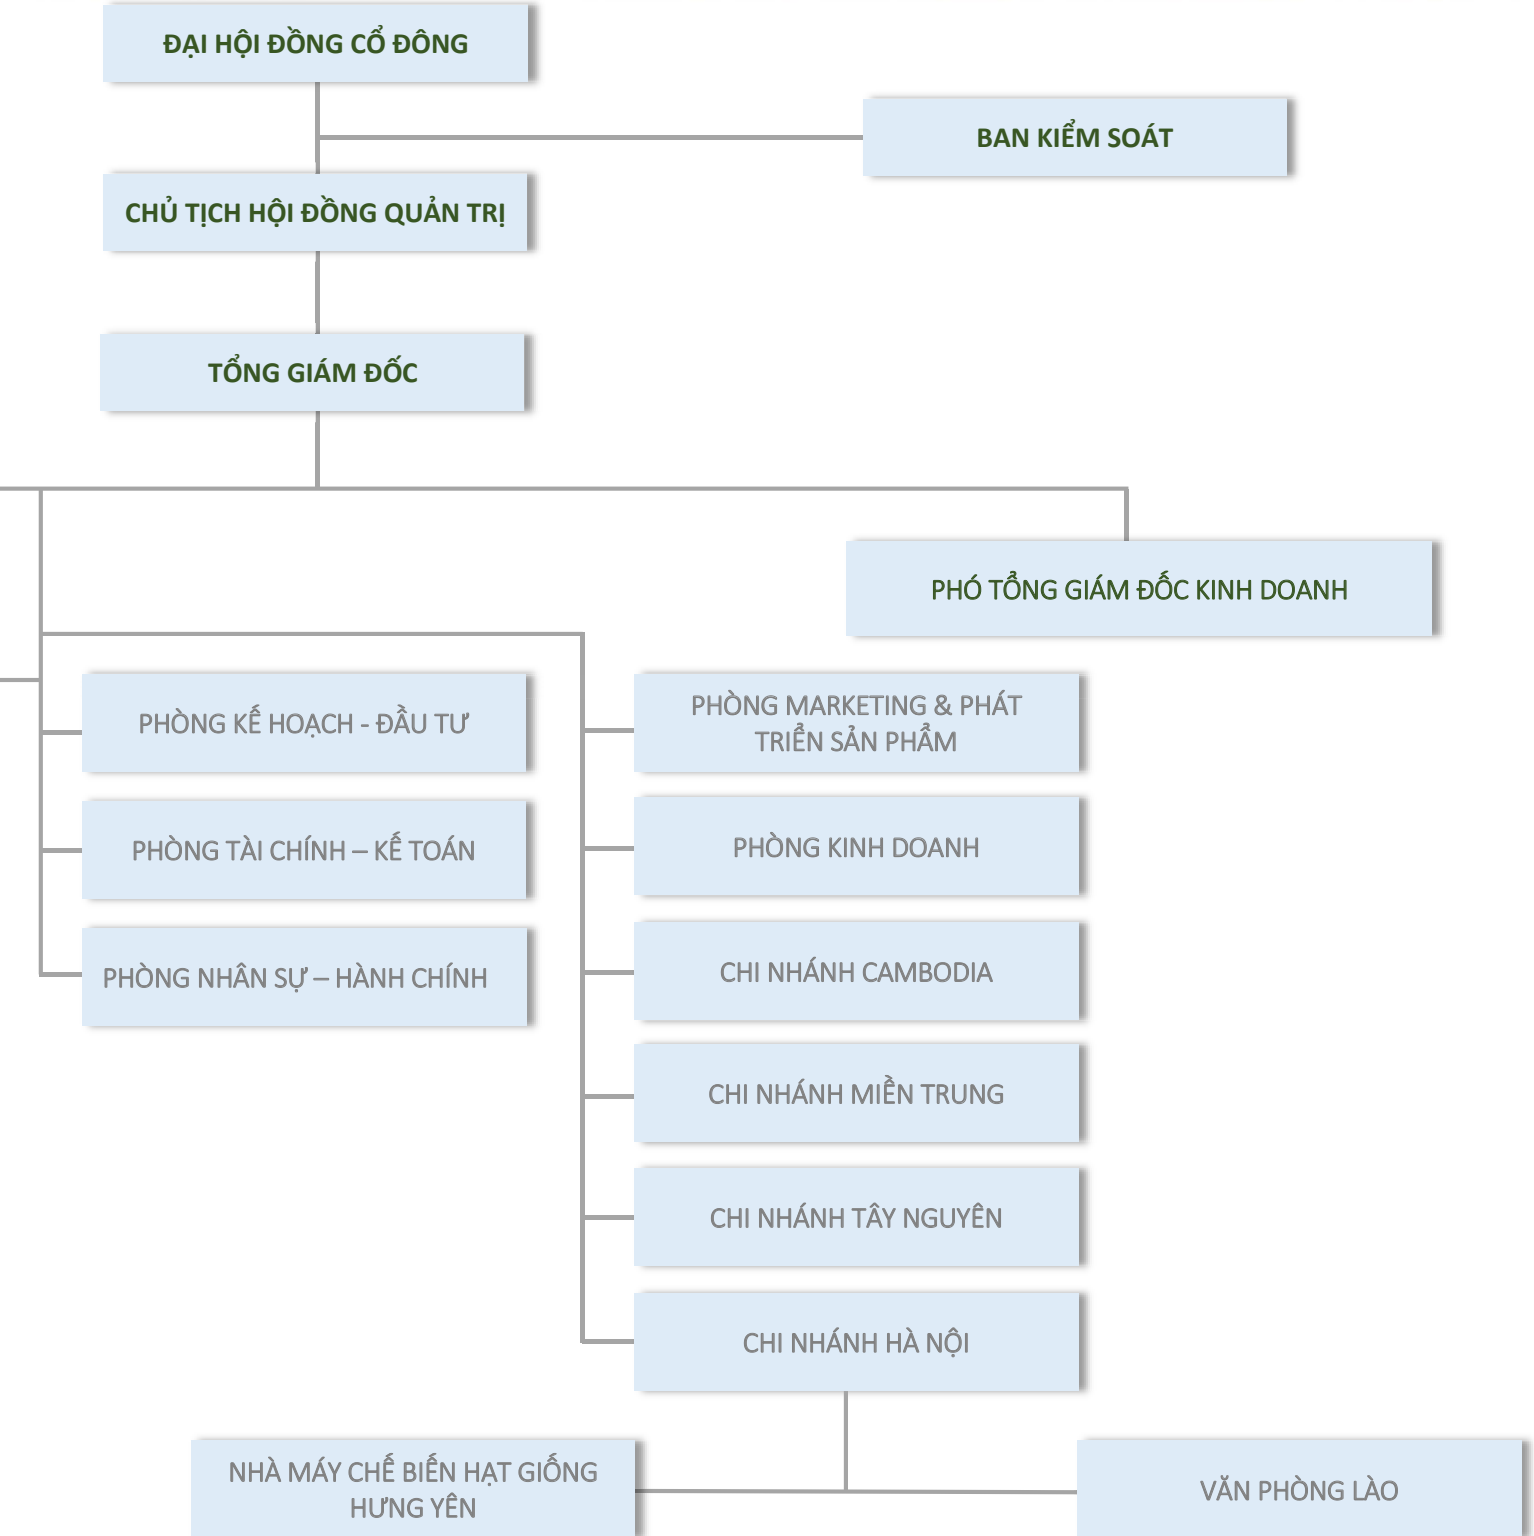 ĐẠI HỘI ĐỒNG CỔ ĐÔNG
BAN KIỂM SOÁT
CHỦ TỊCH HỘI ĐỒNG QUẢN TRỊ
TỔNG GIÁM ĐỐC
PHÓ TỔNG GIÁM ĐỐC KINH DOANH
PHÒNG KẾ HOẠCH - ĐẦU TƯ
PHÒNG TÀI CHÍNH – KẾ TOÁN
PHÒNG NHÂN SỰ – HÀNH CHÍNH
PHÒNG MARKETING & PHÁT
TRIỂN SẢN PHẨM
PHÒNG KINH DOANH
CHI NHÁNH CAMBODIA
CHI NHÁNH MIỀN TRUNG
CHI NHÁNH TÂY NGUYÊN
CHI NHÁNH HÀ NỘI
NHÀ MÁY CHẾ BIẾN HẠT GIỐNG
HƯNG YÊN
VĂN PHÒNG LÀO